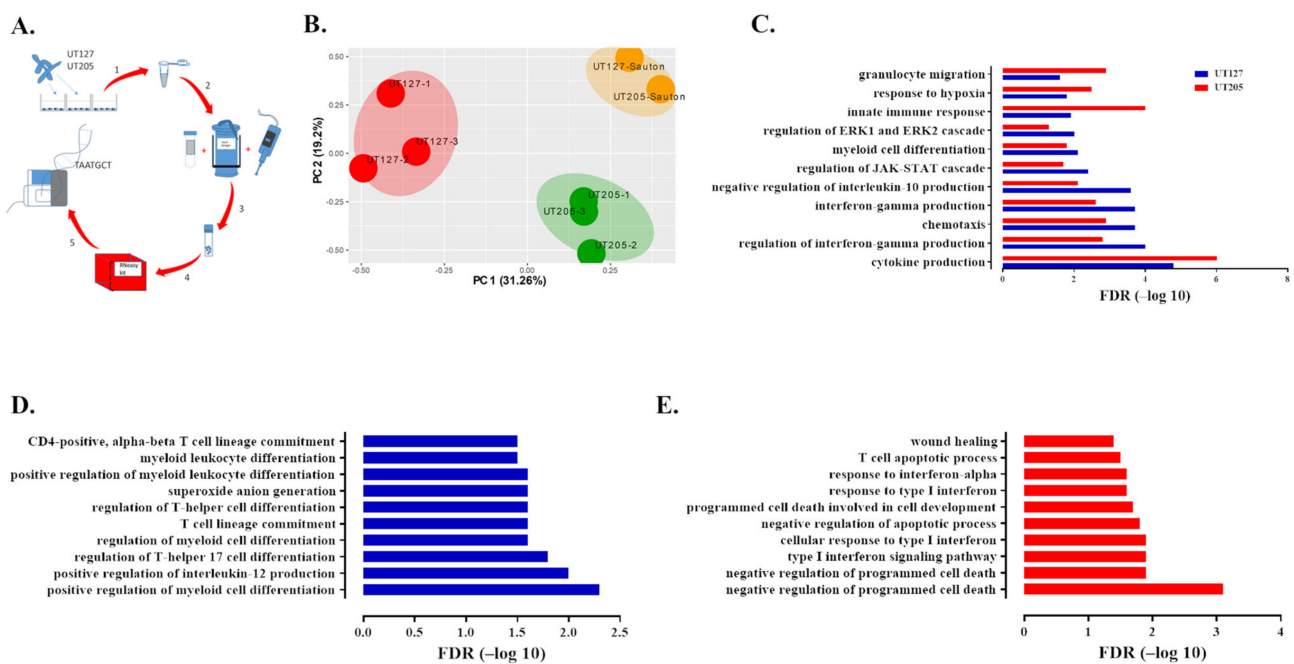 A.
UT127
UT205
1
2
3
4
5
TAATGCT
RNeasy
kit
+
+
B.
PC2 (19.2%)
0.50
0.25
0.00
-0.25
-0.50
UT127-1
UT127-3
UT127-2
UT127-Sauton
UT205-Sauton
UT205-1
UT205-3
UT205-2
-0.50
-0.25
0.00
0.25
PC1 (31.26%)
C.
UT127
UT205
granulocyte migration
response to hypoxia
innate immune response
regulation of ERK1 and ERK2 cascade
myeloid cell differentiation
regulation of JAK-STAT cascade
negative regulation of interleukin-10 production
interferon-gamma production
chemotaxis
regulation of interferon-gamma production
cytokine production
0 2 4 6 8
FDR (–log 10)
D.
CD4-positive, alpha-beta T cell lineage commitment
myeloid leukocyte differentiation
positive regulation of myeloid leukocyte differentiation
superoxide anion generation
regulation of T-helper cell differentiation
T cell lineage commitment
regulation of myeloid cell differentiation
regulation of T-helper 17 cell differentiation
positive regulation of interleukin-12 production
positive regulation of myeloid cell differentiation
0.0 0.5 1.0 1.5 2.0 2.5
FDR (–log 10)
E.
wound healing
T cell apoptotic process
response to interferon-alpha
response to type I interferon
programmed cell death involved in cell development
negative regulation of apoptotic process
cellular response to type I interferon
type I interferon signaling pathway
negative regulation of programmed cell death
negative regulation of programmed cell death
0 1 2 3 4
FDR (–log 10)